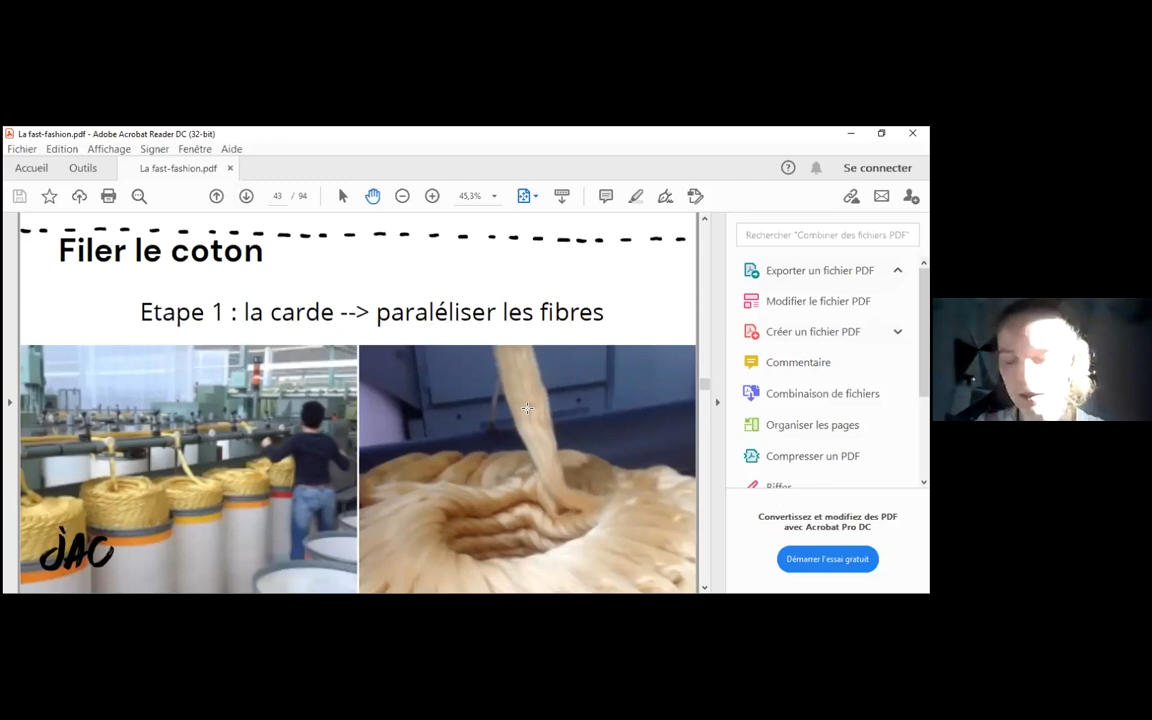 La fast-fashion.pdf - Adobe Acrobat Reader DC (32-bit)
Fichier Edition Affichage Signer Fenêtre Aide
Accueil Outils La fast-fashion.pdf × Se connecter
43 / 94 45,3%
Filer le coton
Etape 1 : la carde --> paraléliser les fibres
JAC
Rechercher "Combiner des fichiers PDF"
Exporter un fichier PDF
Modifier le fichier PDF
Créer un fichier PDF
Commentaire
Combinaison de fichiers
Organiser les pages
Compresser un PDF
Biffer
Convertissez et modifiez des PDF
avec Acrobat Pro DC
Démarrer l'essai gratuit